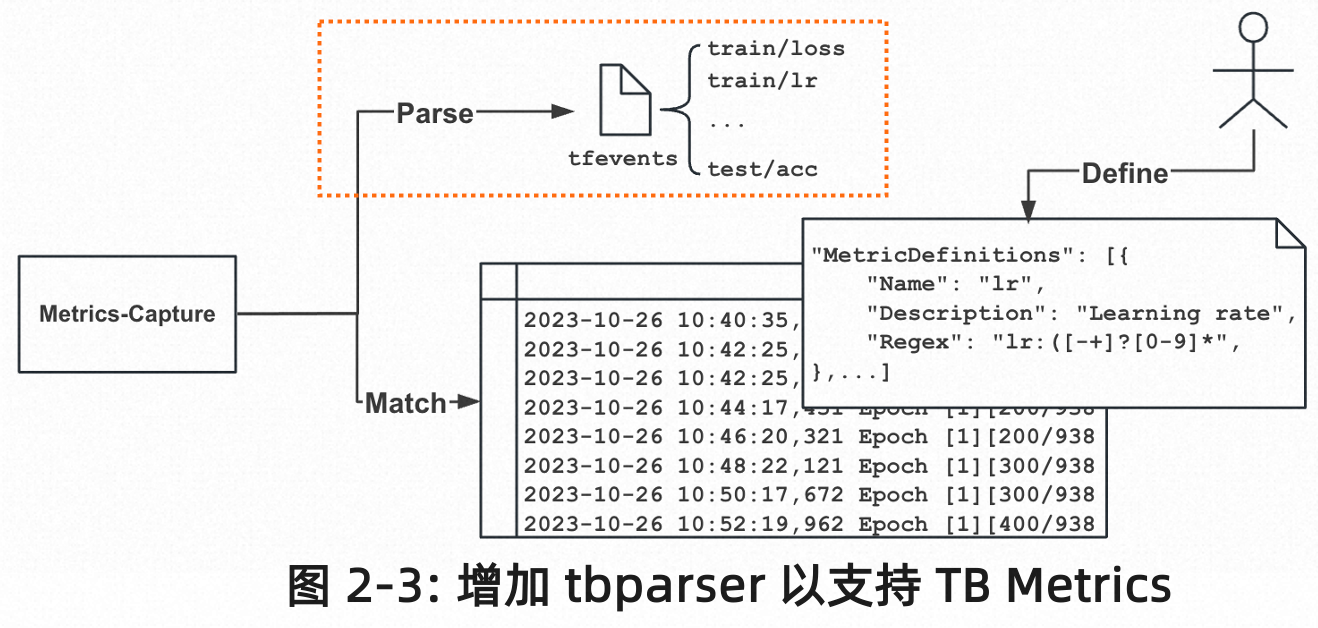 train/loss
train/lr
Parse
...
tfevents
test/acc
Define
"MetricDefinitions": [{
"Name": "lr",
"Description": "Learning rate",
"Regex": "lr:([-+]?[0-9]*",
},...]
Metrics-Capture
Match
2023-10-26 10:40:35,
2023-10-26 10:42:25,
2023-10-26 10:42:25,
2023-10-26 10:44:17,431 Epoch [1][200/938
2023-10-26 10:46:20,321 Epoch [1][200/938
2023-10-26 10:48:22,121 Epoch [1][300/938
2023-10-26 10:50:17,672 Epoch [1][300/938
2023-10-26 10:52:19,962 Epoch [1][400/938
图 2-3: 增加 tbparser 以支持 TB Metrics